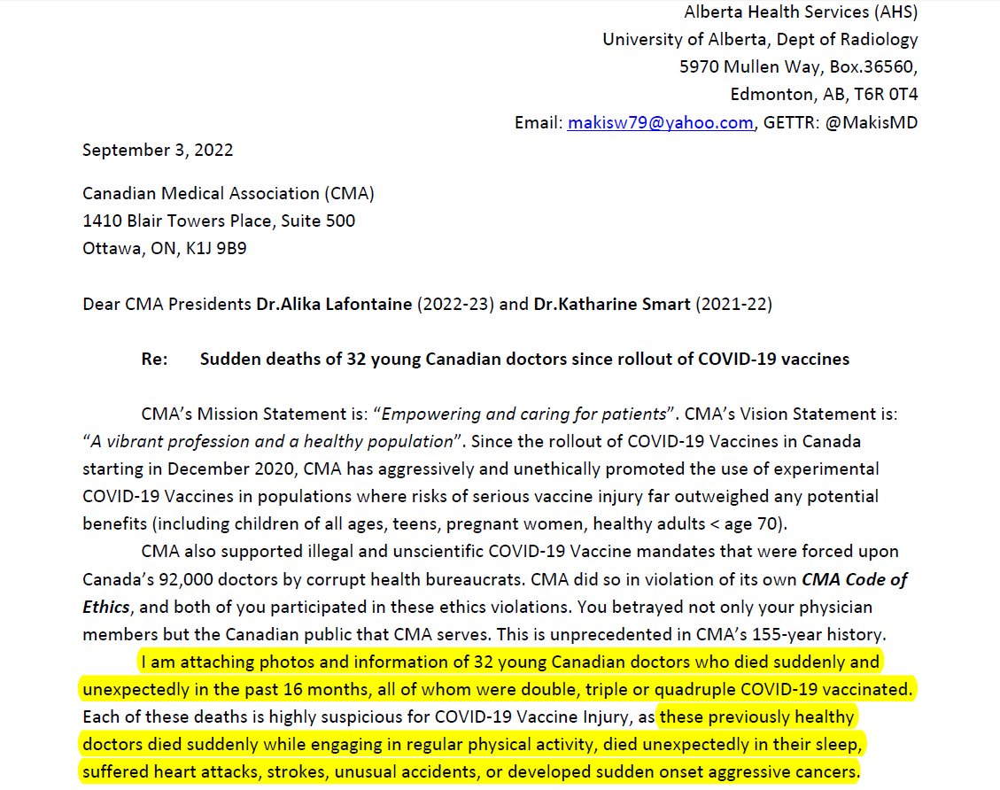 Alberta Health Services (AHS)
University of Alberta, Dept of Radiology
5970 Mullen Way, Box.36560,
Edmonton, AB, T6R 0T4
Email: makisw79@yahoo.com, GETTR: @MakisMD
September 3, 2022
Canadian Medical Association (CMA)
1410 Blair Towers Place, Suite 500
Ottawa, ON, K1J 9B9
Dear CMA Presidents Dr.Alika Lafontaine (2022-23) and Dr.Katharine Smart (2021-22)
Re: Sudden deaths of 32 young Canadian doctors since rollout of COVID-19 vaccines
CMA's Mission Statement is: "Empowering and caring for patients". CMA's Vision Statement is:
"A vibrant profession and a healthy population". Since the rollout of COVID-19 Vaccines in Canada
starting in December 2020, CMA has aggressively and unethically promoted the use of experimental
COVID-19 Vaccines in populations where risks of serious vaccine injury far outweighed any potential
benefits (including children of all ages, teens, pregnant women, healthy adults < age 70).
CMA also supported illegal and unscientific COVID-19 Vaccine mandates that were forced upon
Canada's 92,000 doctors by corrupt health bureaucrats. CMA did so in violation of its own CMA Code of
Ethics, and both of you participated in these ethics violations. You betrayed not only your physician
members but the Canadian public that CMA serves. This is unprecedented in CMA's 155-year history.
I am attaching photos and information of 32 young Canadian doctors who died suddenly and
unexpectedly in the past 16 months, all of whom were double, triple or quadruple COVID-19 vaccinated.
Each of these deaths is highly suspicious for COVID-19 Vaccine Injury, as these previously healthy
doctors died suddenly while engaging in regular physical activity, died unexpectedly in their sleep,
suffered heart attacks, strokes, unusual accidents, or developed sudden onset aggressive cancers.